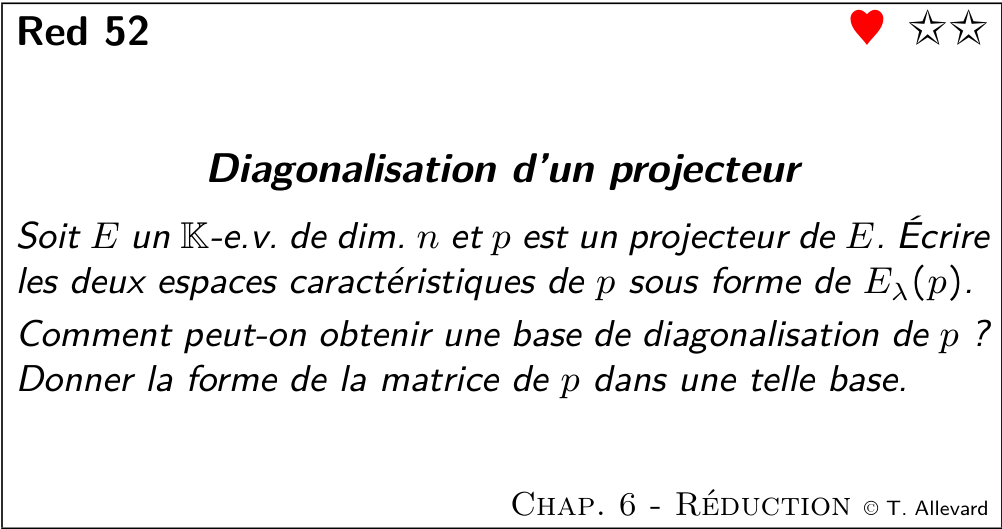 Red 52 ♥ ☆☆
Diagonalisation d'un projecteur
Soit E un 𝕂-e.v. de dim. n et p est un projecteur de E. Écrire
les deux espaces caractéristiques de p sous forme de E_λ(p).
Comment peut-on obtenir une base de diagonalisation de p ?
Donner la forme de la matrice de p dans une telle base.
Chap. 6 - Réduction © T. Allevard